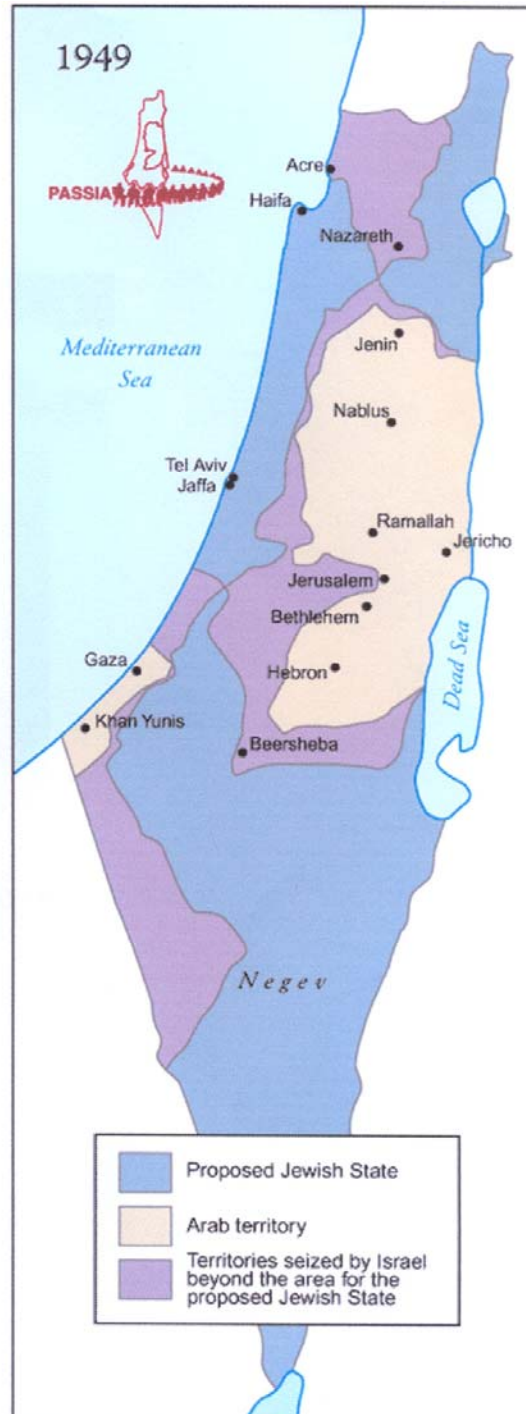 1949
PASSIA
Acre
Haifa
Nazareth
Mediterranean
Sea
Jenin
Nablus
Tel Aviv
Jaffa
Ramallah
Jericho
Jerusalem
Bethlehem
Gaza
Hebron
Dead Sea
Khan Yunis
Beersheba
Negev
Proposed Jewish State
Arab territory
Territories seized by Israel
beyond the area for the
proposed Jewish State